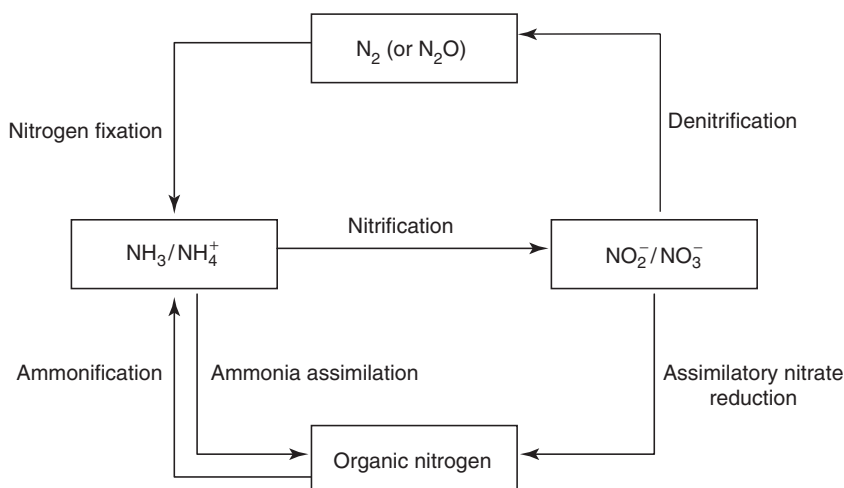 N₂ (or N₂O)
Nitrogen fixation
Denitrification
Nitrification
NH₃/NH₄⁺
NO₂⁻/NO₃⁻
Ammonification
Ammonia assimilation
Assimilatory nitrate
reduction
Organic nitrogen